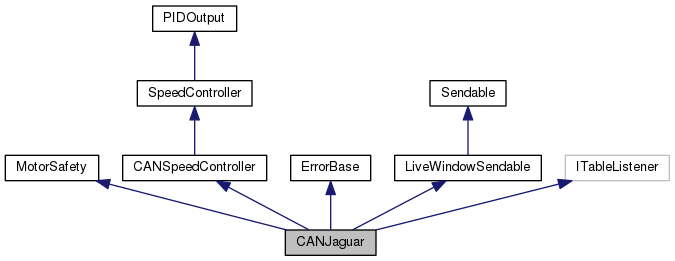 PIDOutput
SpeedController
Sendable
MotorSafety
CANSpeedController
ErrorBase
LiveWindowSendable
ITableListener
CANJaguar